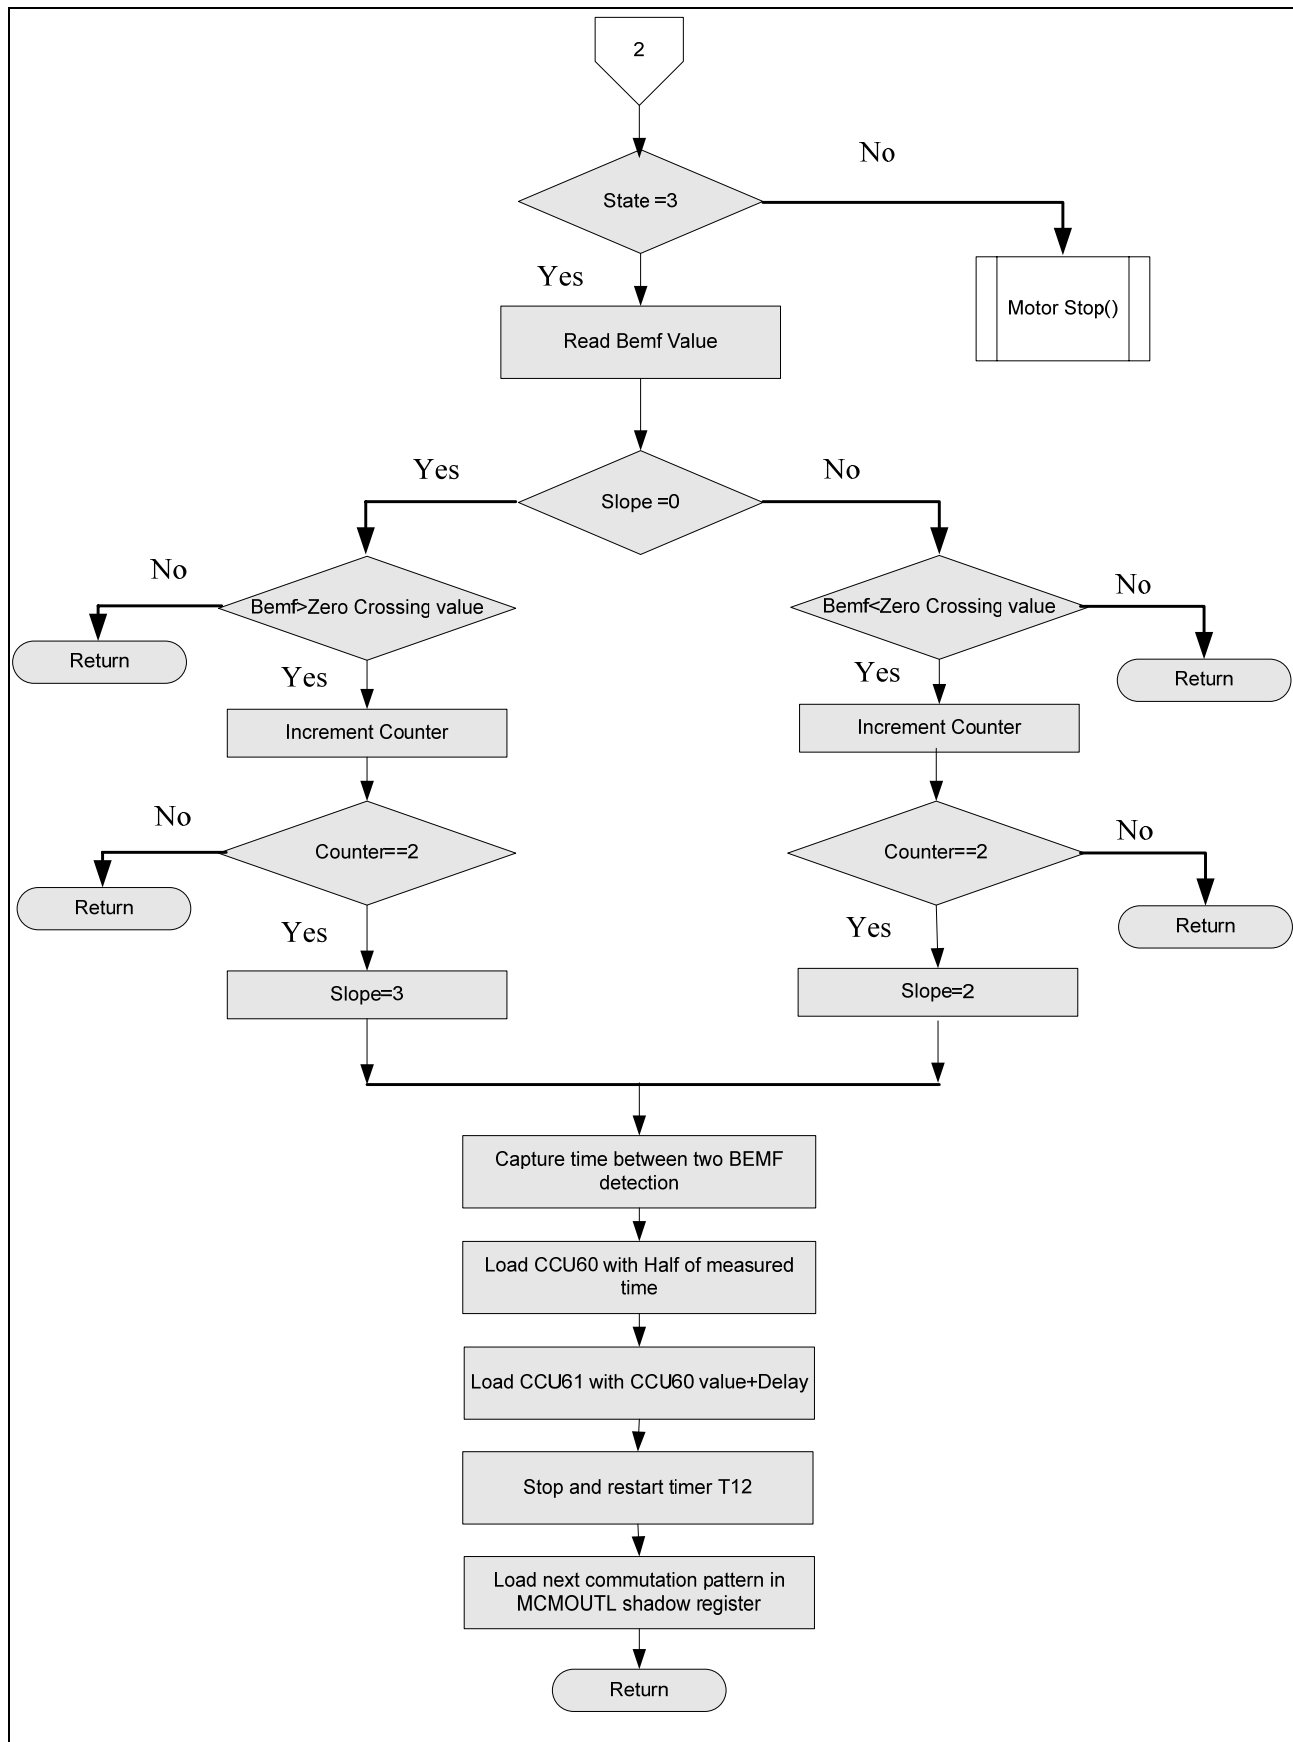 2
No
State =3
Yes
Motor Stop()
Read Bemf Value
Yes
No
Slope =0
No
No
Bemf>Zero Crossing value
Bemf<Zero Crossing value
Return
Return
Yes
Yes
Increment Counter
Increment Counter
No
No
Counter==2
Counter==2
Return
Return
Yes
Yes
Slope=3
Slope=2
Capture time between two BEMF
detection
Load CCU60 with Half of measured
time
Load CCU61 with CCU60 value+Delay
Stop and restart timer T12
Load next commutation pattern in
MCMOUTL shadow register
Return